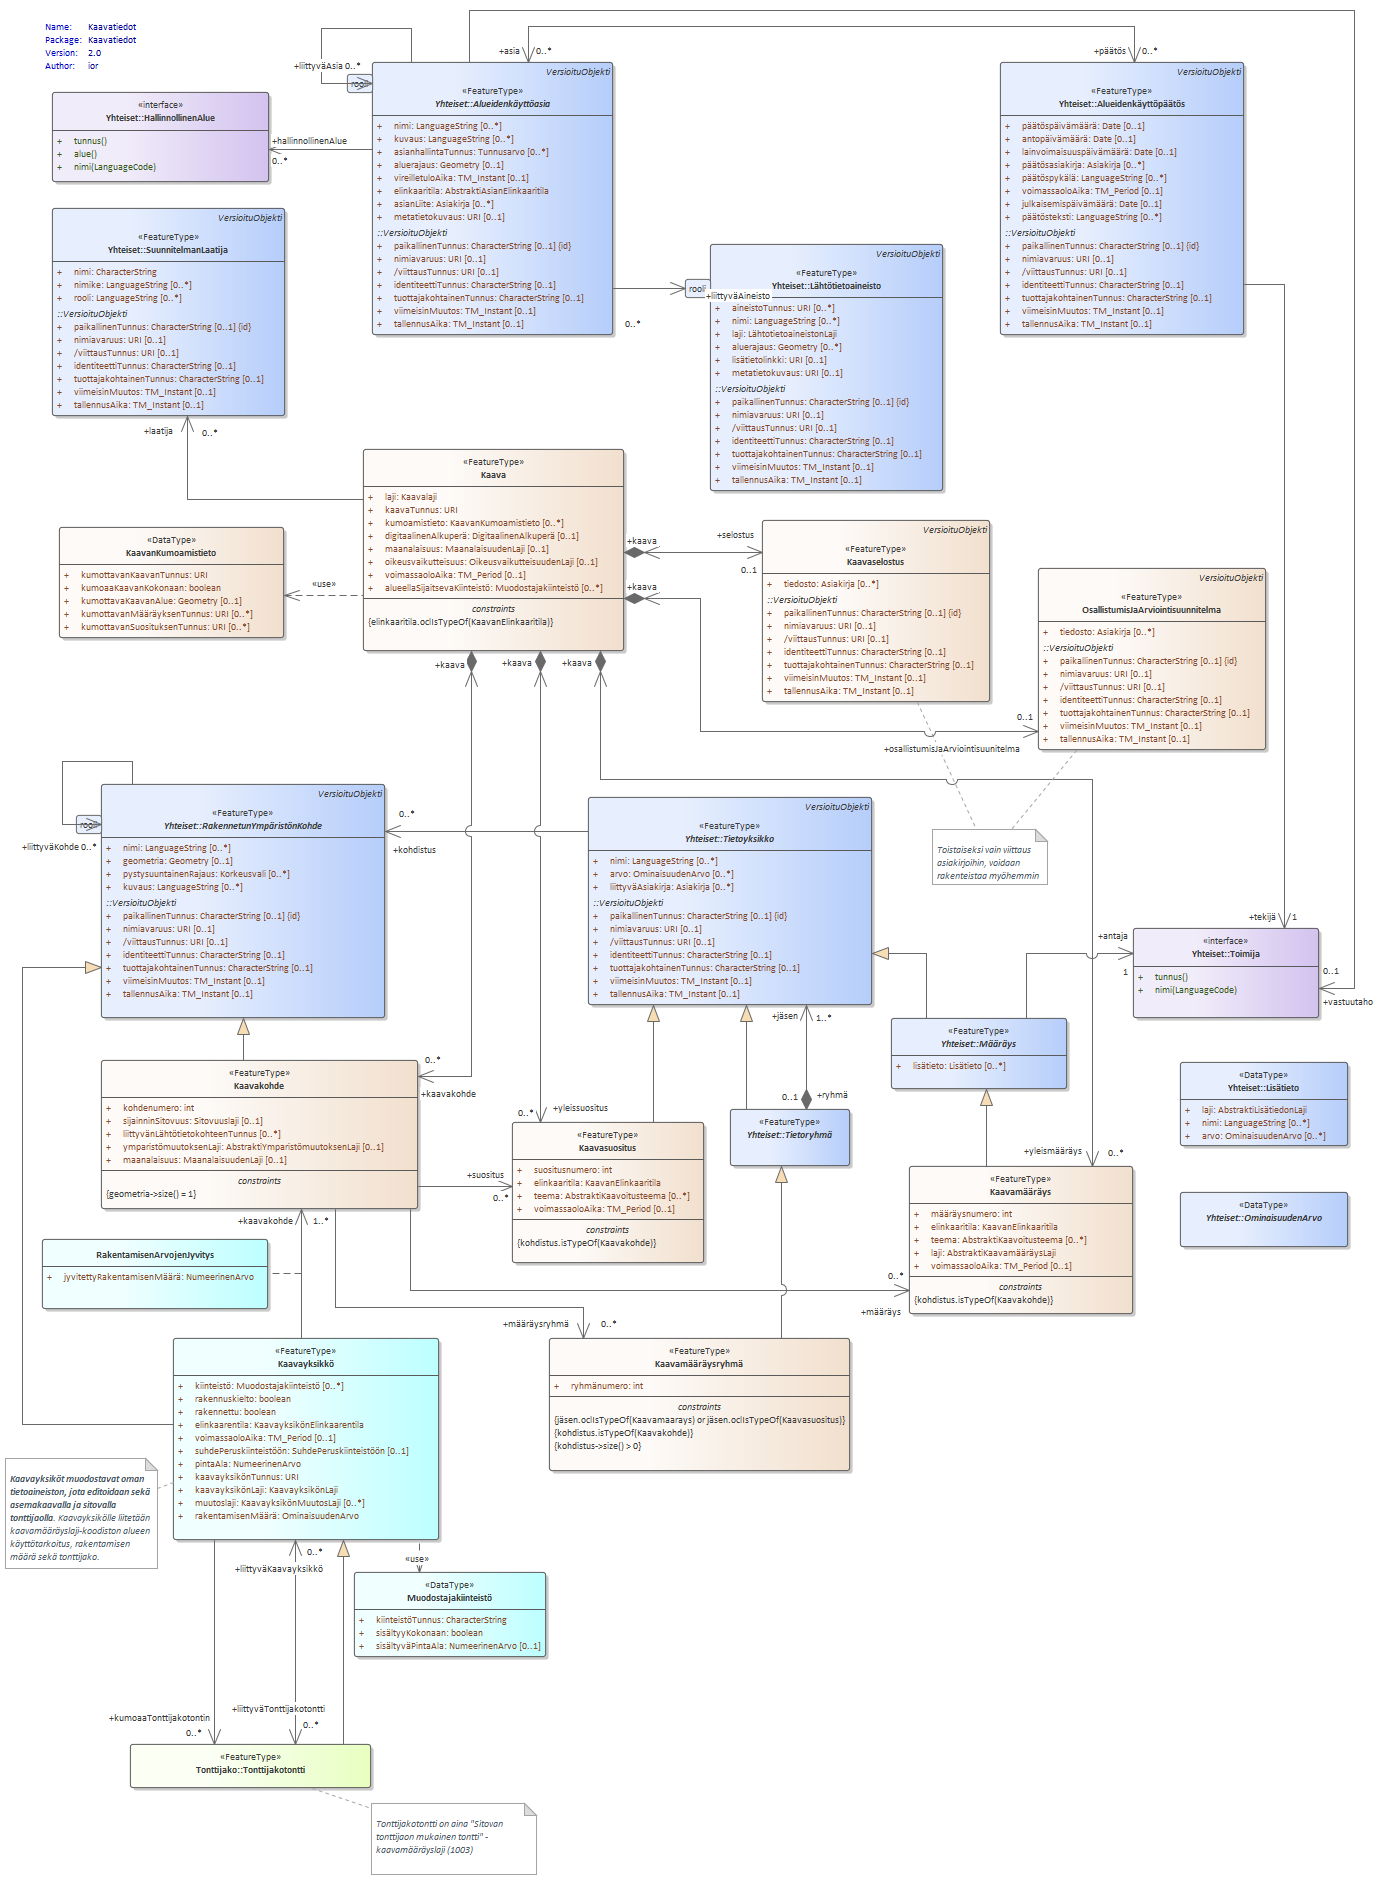 Name: Kaavatiedot
Package: Kaavatiedot
Version: 2.0
Author: ior
+asia 0..*
+päätös 0..*
+liittyväAsia 0..*
rooli
VersioituObjekti
«FeatureType»
Yhteiset::Alueidenkäyttöasia
+ nimi: LanguageString [0..*]
+ kuvaus: LanguageString [0..*]
+ asianhallintaTunnus: Tunnusarvo [0..*]
+ aluerajaus: Geometry [0..1]
+ vireilletuloAika: TM_Instant [0..1]
+ elinkaaritila: AbstraktiAsianElinkaaritila
+ asianLiite: Asiakirja [0..*]
+ metatietokuvaus: URI [0..1]
::VersioituObjekti
+ paikallinenTunnus: CharacterString [0..1] {id}
+ nimiavaruus: URI [0..1]
+ /viittausTunnus: URI [0..1]
+ identiteettiTunnus: CharacterString [0..1]
+ tuottajakohtainenTunnus: CharacterString [0..1]
+ viimeisinMuutos: TM_Instant [0..1]
+ tallennusAika: TM_Instant [0..1]
VersioituObjekti
«FeatureType»
Yhteiset::Alueidenkäyttöpäätös
+ päätöspäivämäärä: Date [0..1]
+ antopäivämäärä: Date [0..1]
+ lainvoimaisuuspäivämäärä: Date [0..1]
+ päätösasiakirja: Asiakirja [0..*]
+ päätöspykälä: LanguageString [0..*]
+ voimassaoloAika: TM_Period [0..1]
+ julkaisemispäivämäärä: Date [0..1]
+ päätösteksti: LanguageString [0..*]
::VersioituObjekti
+ paikallinenTunnus: CharacterString [0..1] {id}
+ nimiavaruus: URI [0..1]
+ /viittausTunnus: URI [0..1]
+ identiteettiTunnus: CharacterString [0..1]
+ tuottajakohtainenTunnus: CharacterString [0..1]
+ viimeisinMuutos: TM_Instant [0..1]
+ tallennusAika: TM_Instant [0..1]
«interface»
Yhteiset::HallinnollinenAlue
+ tunnus()
+ alue()
+ nimi(LanguageCode)
+hallinnollinenAlue
0..*
VersioituObjekti
«FeatureType»
Yhteiset::SuunnitelmanLaatija
+ nimi: CharacterString
+ nimike: LanguageString [0..*]
+ rooli: LanguageString [0..*]
::VersioituObjekti
+ paikallinenTunnus: CharacterString [0..1] {id}
+ nimiavaruus: URI [0..1]
+ /viittausTunnus: URI [0..1]
+ identiteettiTunnus: CharacterString [0..1]
+ tuottajakohtainenTunnus: CharacterString [0..1]
+ viimeisinMuutos: TM_Instant [0..1]
+ tallennusAika: TM_Instant [0..1]
+laatija 0..*
0..*
rooli
+liittyväAineisto
VersioituObjekti
«FeatureType»
Yhteiset::Lähtötietoaineisto
+ aineistoTunnus: URI [0..*]
+ nimi: LanguageString [0..*]
+ laji: LähtotietoaineistonLaji
+ aluerajaus: Geometry [0..*]
+ lisätietolinkki: URI [0..1]
+ metatietokuvaus: URI [0..1]
::VersioituObjekti
+ paikallinenTunnus: CharacterString [0..1] {id}
+ nimiavaruus: URI [0..1]
+ /viittausTunnus: URI [0..1]
+ identiteettiTunnus: CharacterString [0..1]
+ tuottajakohtainenTunnus: CharacterString [0..1]
+ viimeisinMuutos: TM_Instant [0..1]
+ tallennusAika: TM_Instant [0..1]
«FeatureType»
Kaava
+ laji: Kaavalaji
+ kaavaTunnus: URI
+ kumoamistieto: KaavanKumoamistieto [0..*]
+ digitaalinenAlkuperä: DigitaalinenAlkuperä [0..1]
+ maanalaisuus: MaanalaisuudenLaji [0..1]
+ oikeusvaikutteisuus: OikeusvaikutteisuudenLaji [0..1]
+ voimassaoloAika: TM_Period [0..1]
+ alueellaSijaitsevaKiinteistö: Muodostajakiinteistö [0..*]
constraints
{elinkaaritila.oclIsTypeOf(KaavanElinkaaritila)}
«DataType»
KaavanKumoamistieto
+ kumottavanKaavanTunnus: URI
+ kumoaaKaavanKokonaan: boolean
+ kumottavaKaavanAlue: Geometry [0..1]
+ kumottavanMääräyksenTunnus: URI [0..*]
+ kumottavanSuosituksenTunnus: URI [0..*]
«use»
+kaava +selostus
0..1
+kaava
VersioituObjekti
«FeatureType»
Kaavaselostus
+ tiedosto: Asiakirja [0..*]
::VersioituObjekti
+ paikallinenTunnus: CharacterString [0..1] {id}
+ nimiavaruus: URI [0..1]
+ /viittausTunnus: URI [0..1]
+ identiteettiTunnus: CharacterString [0..1]
+ tuottajakohtainenTunnus: CharacterString [0..1]
+ viimeisinMuutos: TM_Instant [0..1]
+ tallennusAika: TM_Instant [0..1]
VersioituObjekti
«FeatureType»
OsallistumisJaArviointisuunnitelma
+ tiedosto: Asiakirja [0..*]
::VersioituObjekti
+ paikallinenTunnus: CharacterString [0..1] {id}
+ nimiavaruus: URI [0..1]
+ /viittausTunnus: URI [0..1]
+ identiteettiTunnus: CharacterString [0..1]
+ tuottajakohtainenTunnus: CharacterString [0..1]
+ viimeisinMuutos: TM_Instant [0..1]
+ tallennusAika: TM_Instant [0..1]
+kaava +kaava +kaava
0..1
+osallistumisJaArviointisuunitelma
Toistaiseksi vain viittaus
asiakirjoihin, voidaan
rakenteistaa myöhemmin
rooli
+liittyväKohde 0..*
VersioituObjekti
«FeatureType»
Yhteiset::RakennetunYmpäristönKohde
+ nimi: LanguageString [0..*]
+ geometria: Geometry [0..1]
+ pystysuuntainenRajaus: Korkeusvali [0..*]
+ kuvaus: LanguageString [0..*]
::VersioituObjekti
+ paikallinenTunnus: CharacterString [0..1] {id}
+ nimiavaruus: URI [0..1]
+ /viittausTunnus: URI [0..1]
+ identiteettiTunnus: CharacterString [0..1]
+ tuottajakohtainenTunnus: CharacterString [0..1]
+ viimeisinMuutos: TM_Instant [0..1]
+ tallennusAika: TM_Instant [0..1]
0..*
+kohdistus
VersioituObjekti
«FeatureType»
Yhteiset::Tietoyksikko
+ nimi: LanguageString [0..*]
+ arvo: OminaisuudenArvo [0..*]
+ liittyväAsiakirja: Asiakirja [0..*]
::VersioituObjekti
+ paikallinenTunnus: CharacterString [0..1] {id}
+ nimiavaruus: URI [0..1]
+ /viittausTunnus: URI [0..1]
+ identiteettiTunnus: CharacterString [0..1]
+ tuottajakohtainenTunnus: CharacterString [0..1]
+ viimeisinMuutos: TM_Instant [0..1]
+ tallennusAika: TM_Instant [0..1]
+tekijä 1
+antaja
1
«interface»
Yhteiset::Toimija
+ tunnus()
+ nimi(LanguageCode)
0..1
+vastuutaho
+jäsen 1..*
0..1 +ryhmä
«FeatureType»
Yhteiset::Määräys
+ lisätieto: Lisätieto [0..*]
«DataType»
Yhteiset::Lisätieto
+ laji: AbstraktiLisätiedonLaji
+ nimi: LanguageString [0..*]
+ arvo: OminaisuudenArvo [0..*]
«DataType»
Yhteiset::OminaisuudenArvo
«FeatureType»
Kaavakohde
+ kohdenumero: int
+ sijainninSitovuus: Sitovuuslaji [0..1]
+ liittyvänLähtötietokohteenTunnus [0..*]
+ ympäristömuutoksenLaji: AbstraktiYmparistömuutoksenLaji [0..1]
+ maanalaisuus: MaanalaisuudenLaji [0..1]
constraints
{geometria->size() = 1}
0..*
+kaavakohde
0..* +yleissuositus
«FeatureType»
Kaavasuositus
+ suositusnumero: int
+ elinkaaritila: KaavanElinkaaritila
+ teema: AbstraktiKaavoitusteema [0..*]
+ voimassaoloAika: TM_Period [0..1]
constraints
{kohdistus.isTypeOf(Kaavakohde)}
+suositus
0..*
«FeatureType»
Yhteiset::Tietoryhmä
+yleismääräys 0..*
«FeatureType»
Kaavamääräys
+ määräysnumero: int
+ elinkaaritila: KaavanElinkaaritila
+ teema: AbstraktiKaavoitusteema [0..*]
+ laji: AbstraktiKaavamääräysLaji
+ voimassaoloAika: TM_Period [0..1]
constraints
{kohdistus.isTypeOf(Kaavakohde)}
0..*
+määräys
+kaavakohde 1..*
RakentamisenArvojenJyvitys
+ jyvitettyRakentamisenMäärä: NumeerinenArvo
+määräysryhmä 0..*
«FeatureType»
Kaavamääräysryhmä
+ ryhmänumero: int
constraints
{jäsen.oclIsTypeOf(Kaavamaarays) or jäsen.oclIsTypeOf(Kaavasuositus)}
{kohdistus.isTypeOf(Kaavakohde)}
{kohdistus->size() > 0}
«FeatureType»
Kaavayksikkö
+ kiinteistö: Muodostajakiinteistö [0..*]
+ rakennuskielto: boolean
+ rakennettu: boolean
+ elinkaarentila: KaavayksikönElinkaarentila
+ voimassaoloAika: TM_Period [0..1]
+ suhdePeruskiinteistöön: SuhdePeruskiinteistöön [0..1]
+ pintaAla: NumeerinenArvo
+ kaavayksikönTunnus: URI
+ kaavayksikönLaji: KaavayksikönLaji
+ muutoslaji: KaavayksikönMuutosLaji [0..*]
+ rakentamisenMäärä: OminaisuudenArvo
Kaavayksiköt muodostavat oman
tietoaineiston, jota editoidaan sekä
asemakaavalla ja sitovalla
tonttijaolla. Kaavayksikölle liitetään
kaavamääräyslaji-koodiston alueen
käyttötarkoitus, rakentamisen
määrä sekä tonttijako.
0..*
+liittyväKaavayksikkö
«use»
«DataType»
Muodostajakiinteistö
+ kiinteistöTunnus: CharacterString
+ sisältyyKokonaan: boolean
+ sisältyväPintaAla: NumeerinenArvo [0..1]
+kumoaaTonttijakotontin
0..*
+liittyväTonttijakotontti
0..*
«FeatureType»
Tonttijako::Tonttijakotontti
Tonttijakotontti on aina "Sitovan
tonttijaon mukainen tontti" -
kaavamääräyslaji (1003)